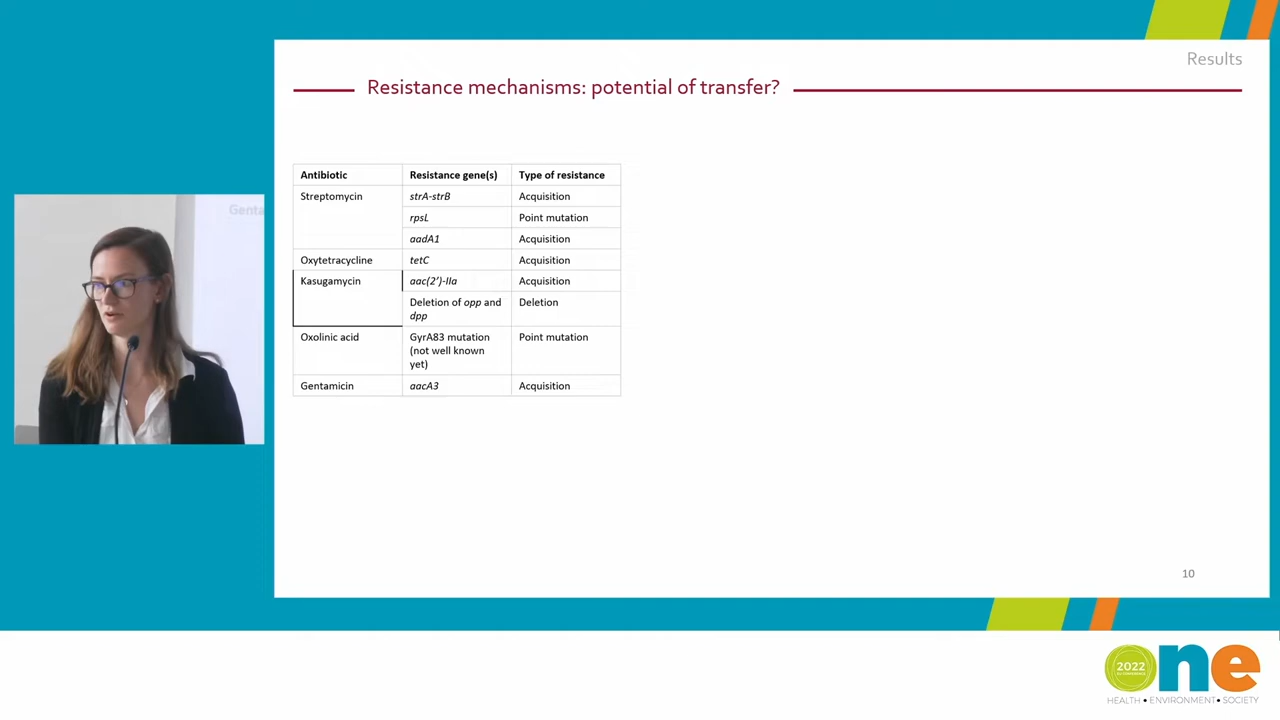 Results
Resistance mechanisms: potential of transfer?
Antibiotic Resistance gene(s) Type of resistance
Streptomycin strA-strB Acquisition
rpsL Point mutation
aadA1 Acquisition
Oxytetracycline tetC Acquisition
Kasugamycin aac(2')-IIa Acquisition
Deletion of opp and Deletion
dpp
Oxolinic acid GyrA83 mutation Point mutation
(not well known
yet)
Gentamicin aacA3 Acquisition
Genta
10
2022
one
HEALTH • ENVIRONMENT • SOCIETY